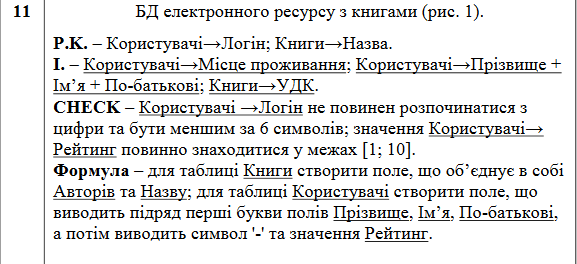 11
БД електронного ресурсу з книгами (рис. 1).
P.K. – Користувачі→Логін; Книги→Назва.
I. – Користувачі→Місце проживання; Користувачі→Прізвище +
Ім’я + По-батькові; Книги→УДК.
CHECK – Користувачі →Логін не повинен розпочинатися з
цифри та бути меншим за 6 символів; значення Користувачі→
Рейтинг повинно знаходитися у межах [1; 10].
Формула – для таблиці Книги створити поле, що об’єднує в собі
Авторів та Назву; для таблиці Користувачі створити поле, що
виводить підряд перші букви полів Прізвище, Ім’я, По-батькові,
а потім виводить символ '-' та значення Рейтинг.